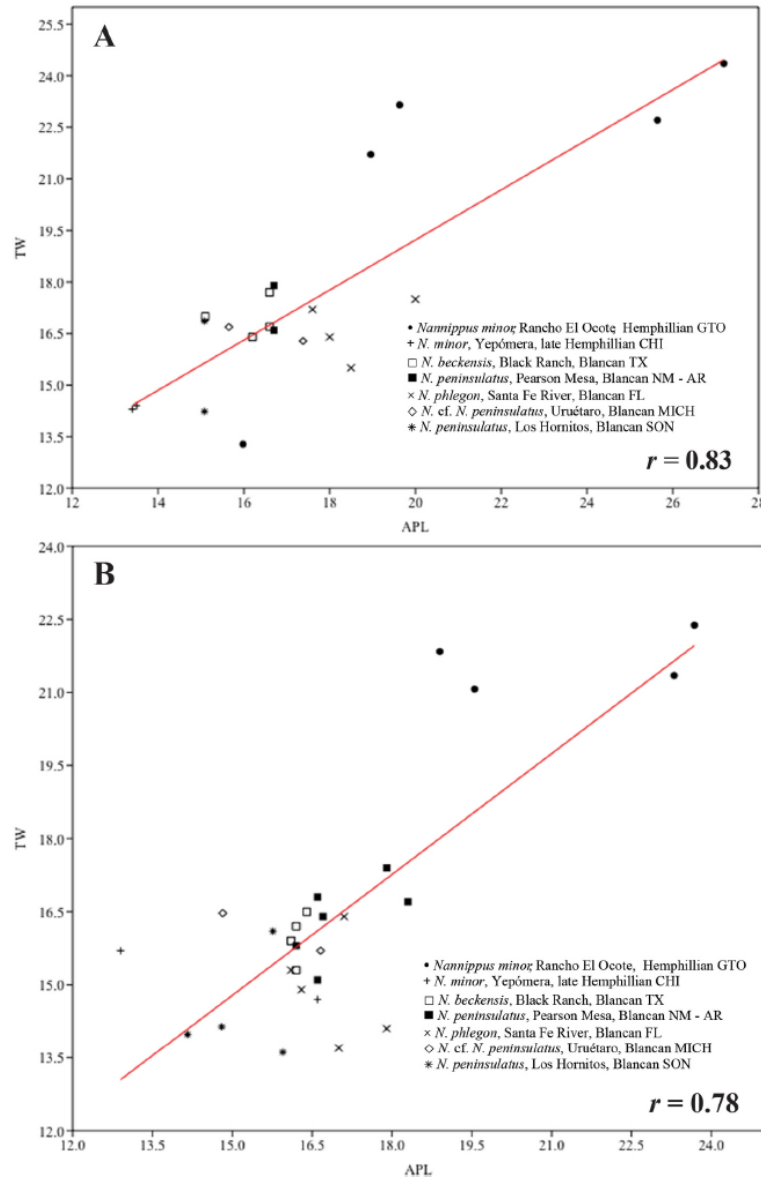 A
25.5
24.0
22.5
21.0
19.5
18.0
16.5
15.0
13.5
12.0
TW
• Nannippus minor, Rancho El Ocote, Hemphillian GTO
+ N. minor, Yepómera, late Hemphillian CHI
□ N. beckensis, Black Ranch, Blancan TX
■ N. peninsulatus, Pearson Mesa, Blancan NM - AR
× N. phlegon, Santa Fe River, Blancan FL
◇ N. cf. N. peninsulatus, Uruétaro, Blancan MICH
* N. peninsulatus, Los Hornitos, Blancan SON
r = 0.83
12 14 16 18 20 22 24 26 28
APL
B
24.0
22.5
21.0
19.5
18.0
16.5
15.0
13.5
12.0
TW
• Nannippus minor, Rancho El Ocote, Hemphillian GTO
+ N. minor, Yepómera, late Hemphillian CHI
□ N. beckensis, Black Ranch, Blancan TX
■ N. peninsulatus, Pearson Mesa, Blancan NM - AR
× N. phlegon, Santa Fe River, Blancan FL
◇ N. cf. N. peninsulatus, Uruétaro, Blancan MICH
* N. peninsulatus, Los Hornitos, Blancan SON
r = 0.78
12.0 13.5 15.0 16.5 18.0 19.5 21.0 22.5 24.0
APL